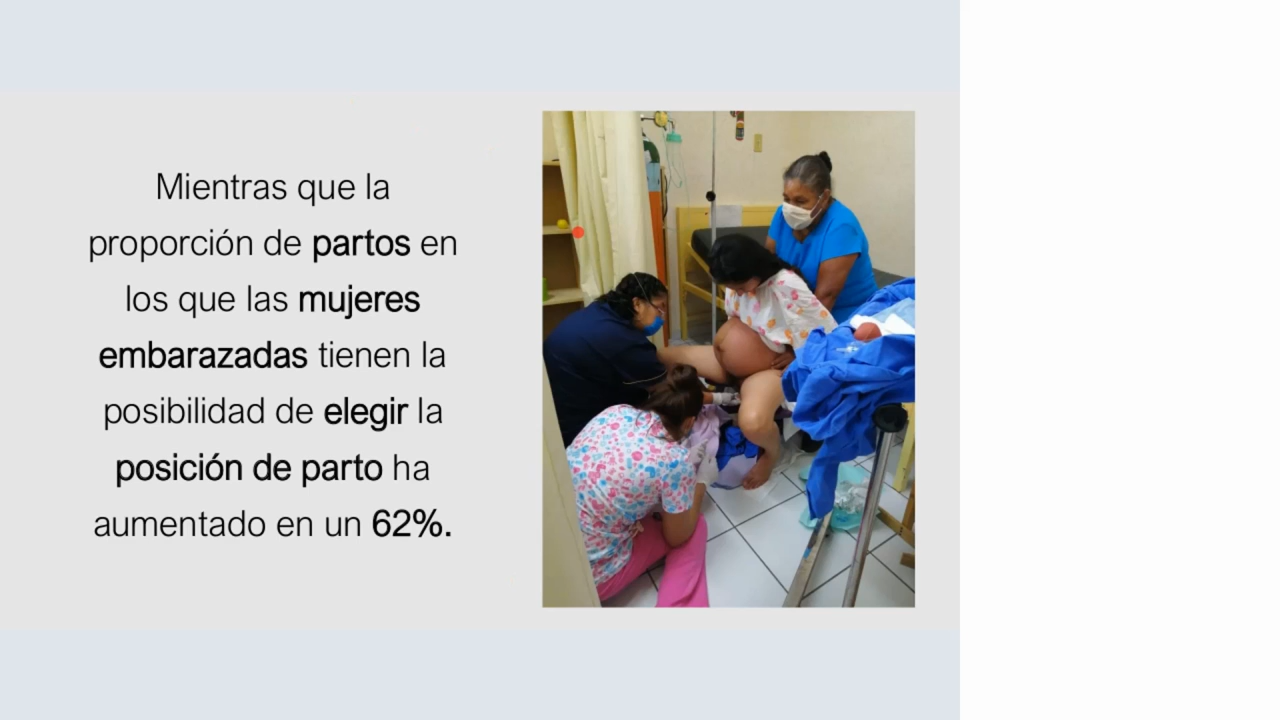 Mientras que la
proporción de partos en
los que las mujeres
embarazadas tienen la
posibilidad de elegir la
posición de parto ha
aumentado en un 62%.